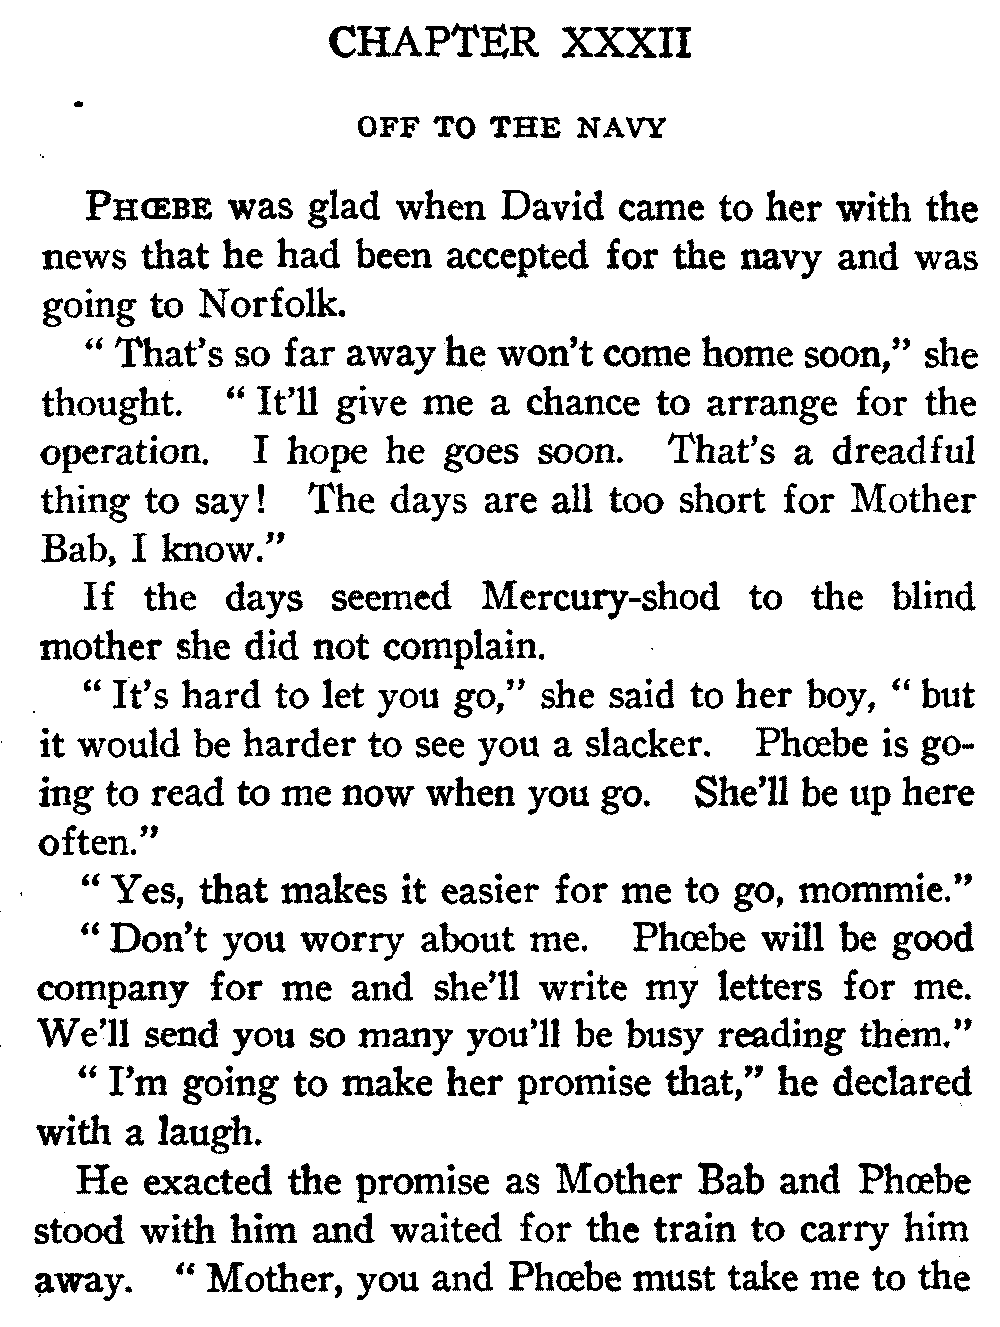 CHAPTER XXXII
OFF TO THE NAVY
PHŒBE was glad when David came to her with the
news that he had been accepted for the navy and was
going to Norfolk.
“ That’s so far away he won’t come home soon,” she
thought. “ It’ll give me a chance to arrange for the
operation. I hope he goes soon. That’s a dreadful
thing to say! The days are all too short for Mother
Bab, I know.”
If the days seemed Mercury-shod to the blind
mother she did not complain.
“ It’s hard to let you go,” she said to her boy, “ but
it would be harder to see you a slacker. Phœbe is go-
ing to read to me now when you go. She’ll be up here
often.”
“ Yes, that makes it easier for me to go, mommie.”
“ Don’t you worry about me. Phœbe will be good
company for me and she’ll write my letters for me.
We’ll send you so many you’ll be busy reading them.”
“ I’m going to make her promise that,” he declared
with a laugh.
He exacted the promise as Mother Bab and Phœbe
stood with him and waited for the train to carry him
away. “ Mother, you and Phœbe must take me to the